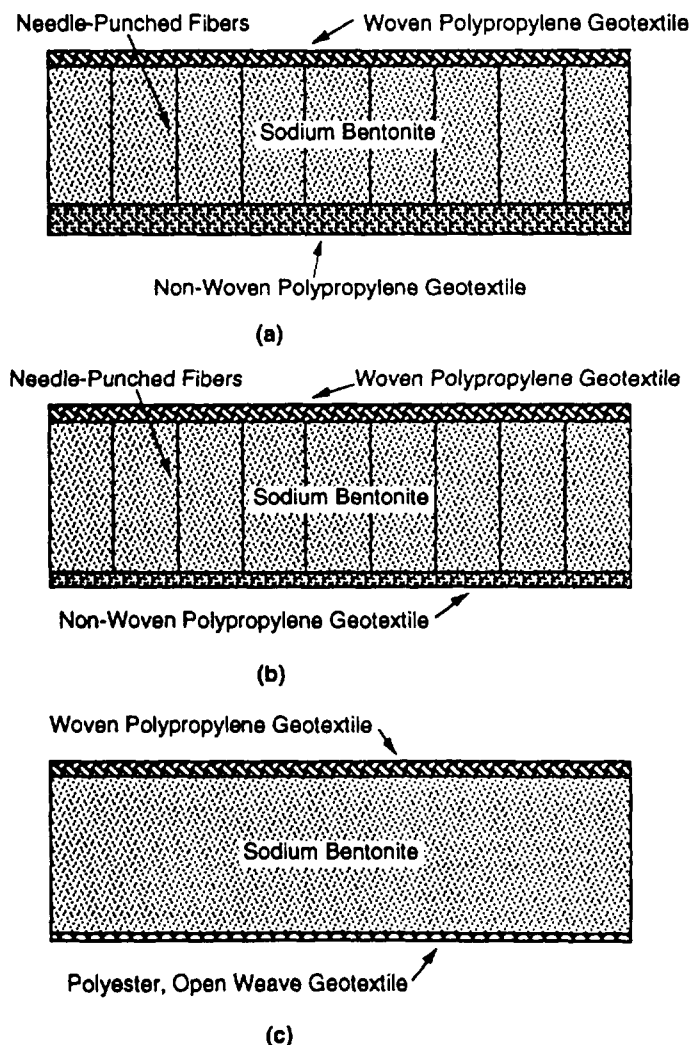 Needle-Punched Fibers
Woven Polypropylene Geotextile
Sodium Bentonite
Non-Woven Polypropylene Geotextile
(a)
Needle-Punched Fibers
Woven Polypropylene Geotextile
Sodium Bentonite
Non-Woven Polypropylene Geotextile
(b)
Woven Polypropylene Geotextile
Sodium Bentonite
Polyester, Open Weave Geotextile
(c)